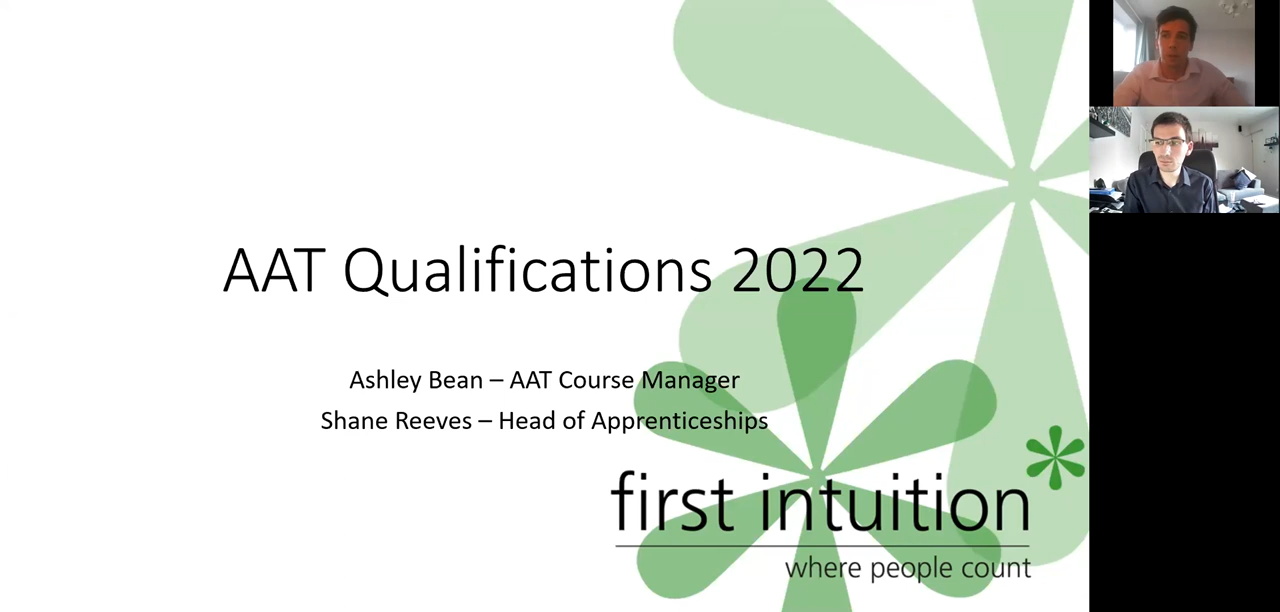 AAT Qualifications 2022
Ashley Bean – AAT Course Manager
Shane Reeves – Head of Apprenticeships
first intuition
where people count